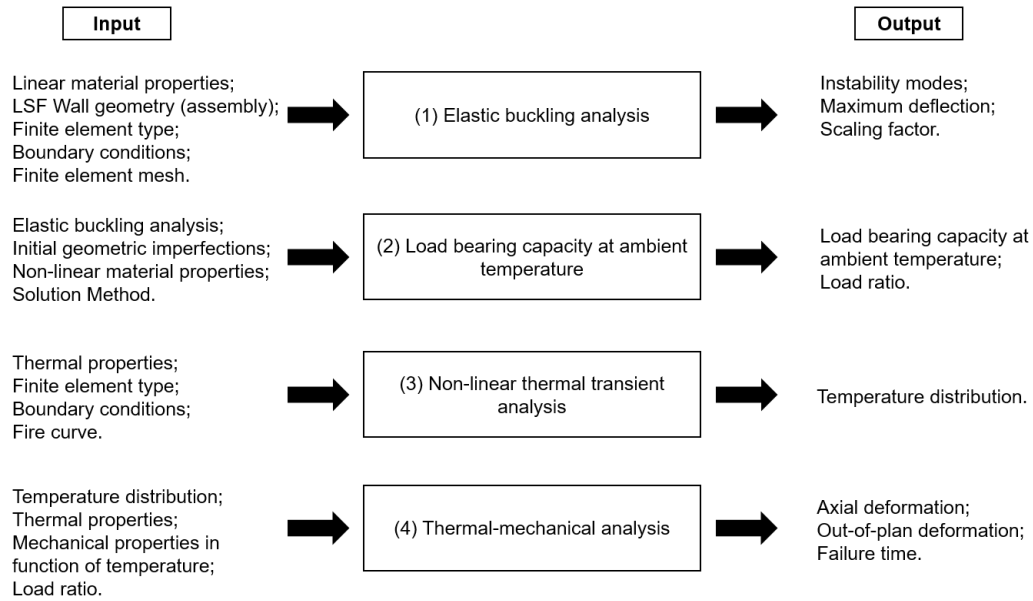 Input
Output
Linear material properties;
LSF Wall geometry (assembly);
Finite element type;
Boundary conditions;
Finite element mesh.
(1) Elastic buckling analysis
Instability modes;
Maximum deflection;
Scaling factor.
Elastic buckling analysis;
Initial geometric imperfections;
Non-linear material properties;
Solution Method.
(2) Load bearing capacity at ambient
temperature
Load bearing capacity at
ambient temperature;
Load ratio.
Thermal properties;
Finite element type;
Boundary conditions;
Fire curve.
(3) Non-linear thermal transient
analysis
Temperature distribution.
Temperature distribution;
Thermal properties;
Mechanical properties in
function of temperature;
Load ratio.
(4) Thermal-mechanical analysis
Axial deformation;
Out-of-plan deformation;
Failure time.